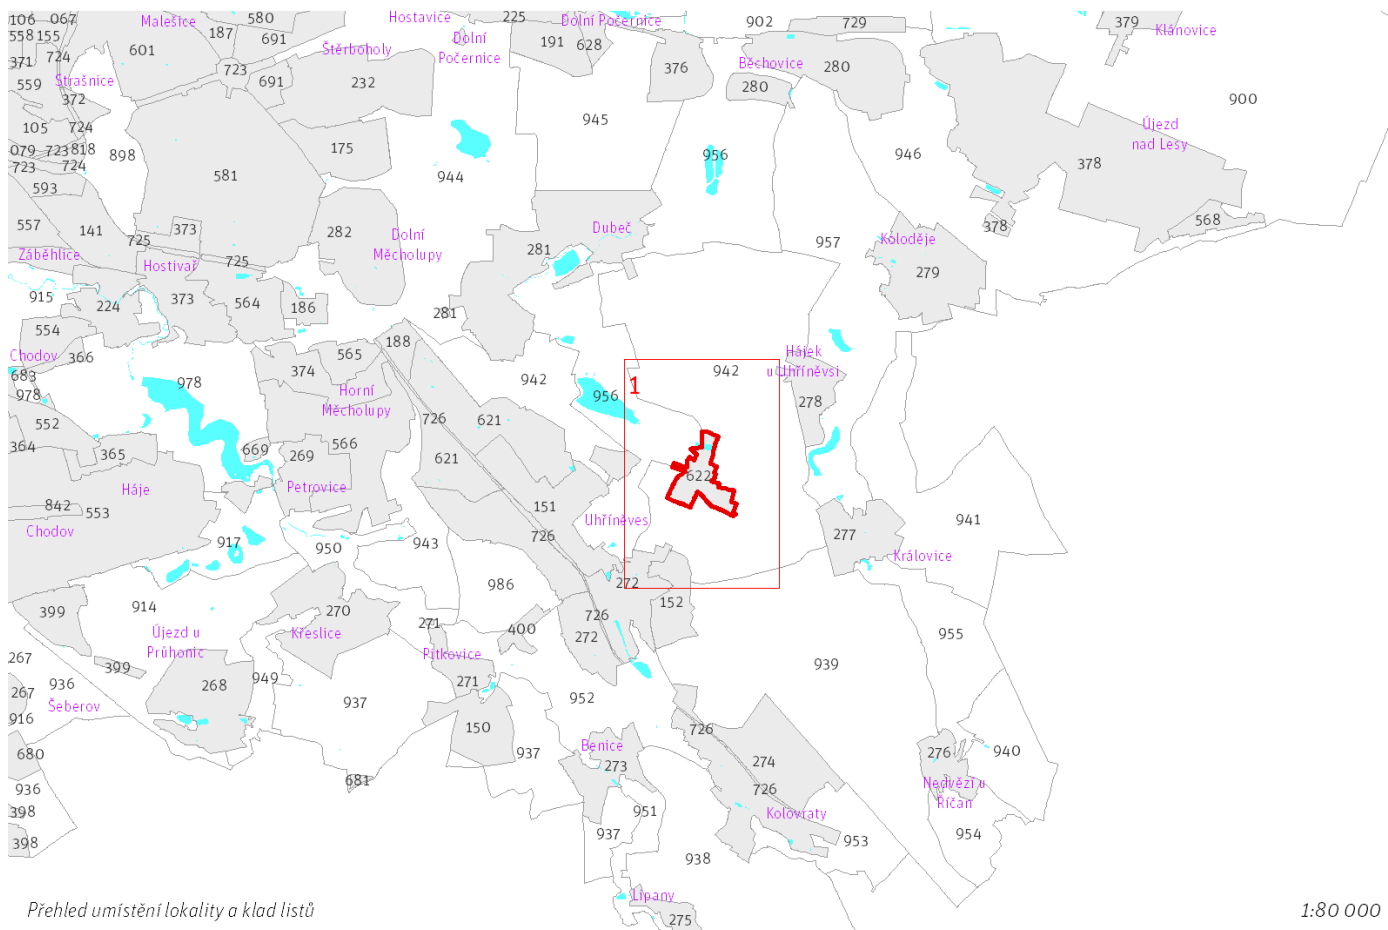 106 067 Malešice 580 Hostavice 225 Dolní Počernice 902 729 379
558 155 187 691 Dolní 191 628 Klánovice
371 724 601 Štěrboholy Počernice
723 376 Běchovice 280
Strašnice 691 232 280
559
372 900
105 724 945 Újezd
079 723 818 898 175 956 946 nad Lesy
723 724 581 944 378
593
557 141 373 282 Dolní Dubeč 378 568
725 Měcholupy 281 957 Koloděje
Záběhlice Hostivař 725
279
915 224 373 564 186 281
554 188
Chodov 366 565 Hájek
683 374 942 942 u Uhříněvsi
978 978 Horní 956 1 278
552 Měcholupy 726 621
364 365 669 269 566
621 622
Háje Petrovice
842 553 151
Chodov Uhříněves 277 941
917 950 943 726 Královice
986 272
399 914 270 152
Újezd u Křeslice 271 400 726 955
Průhonic 272
267 399 Pitkovice 939
936 268 949 271
267 Šeberov 937 952
916 150 726
680 937 Benice 274 276 940
936 681 273 726 Nedvězí u
398 951 Kolovraty Říčan
398 937 953 954
938
Lipany
275
Přehled umístění lokality a klad listů
1:80 000